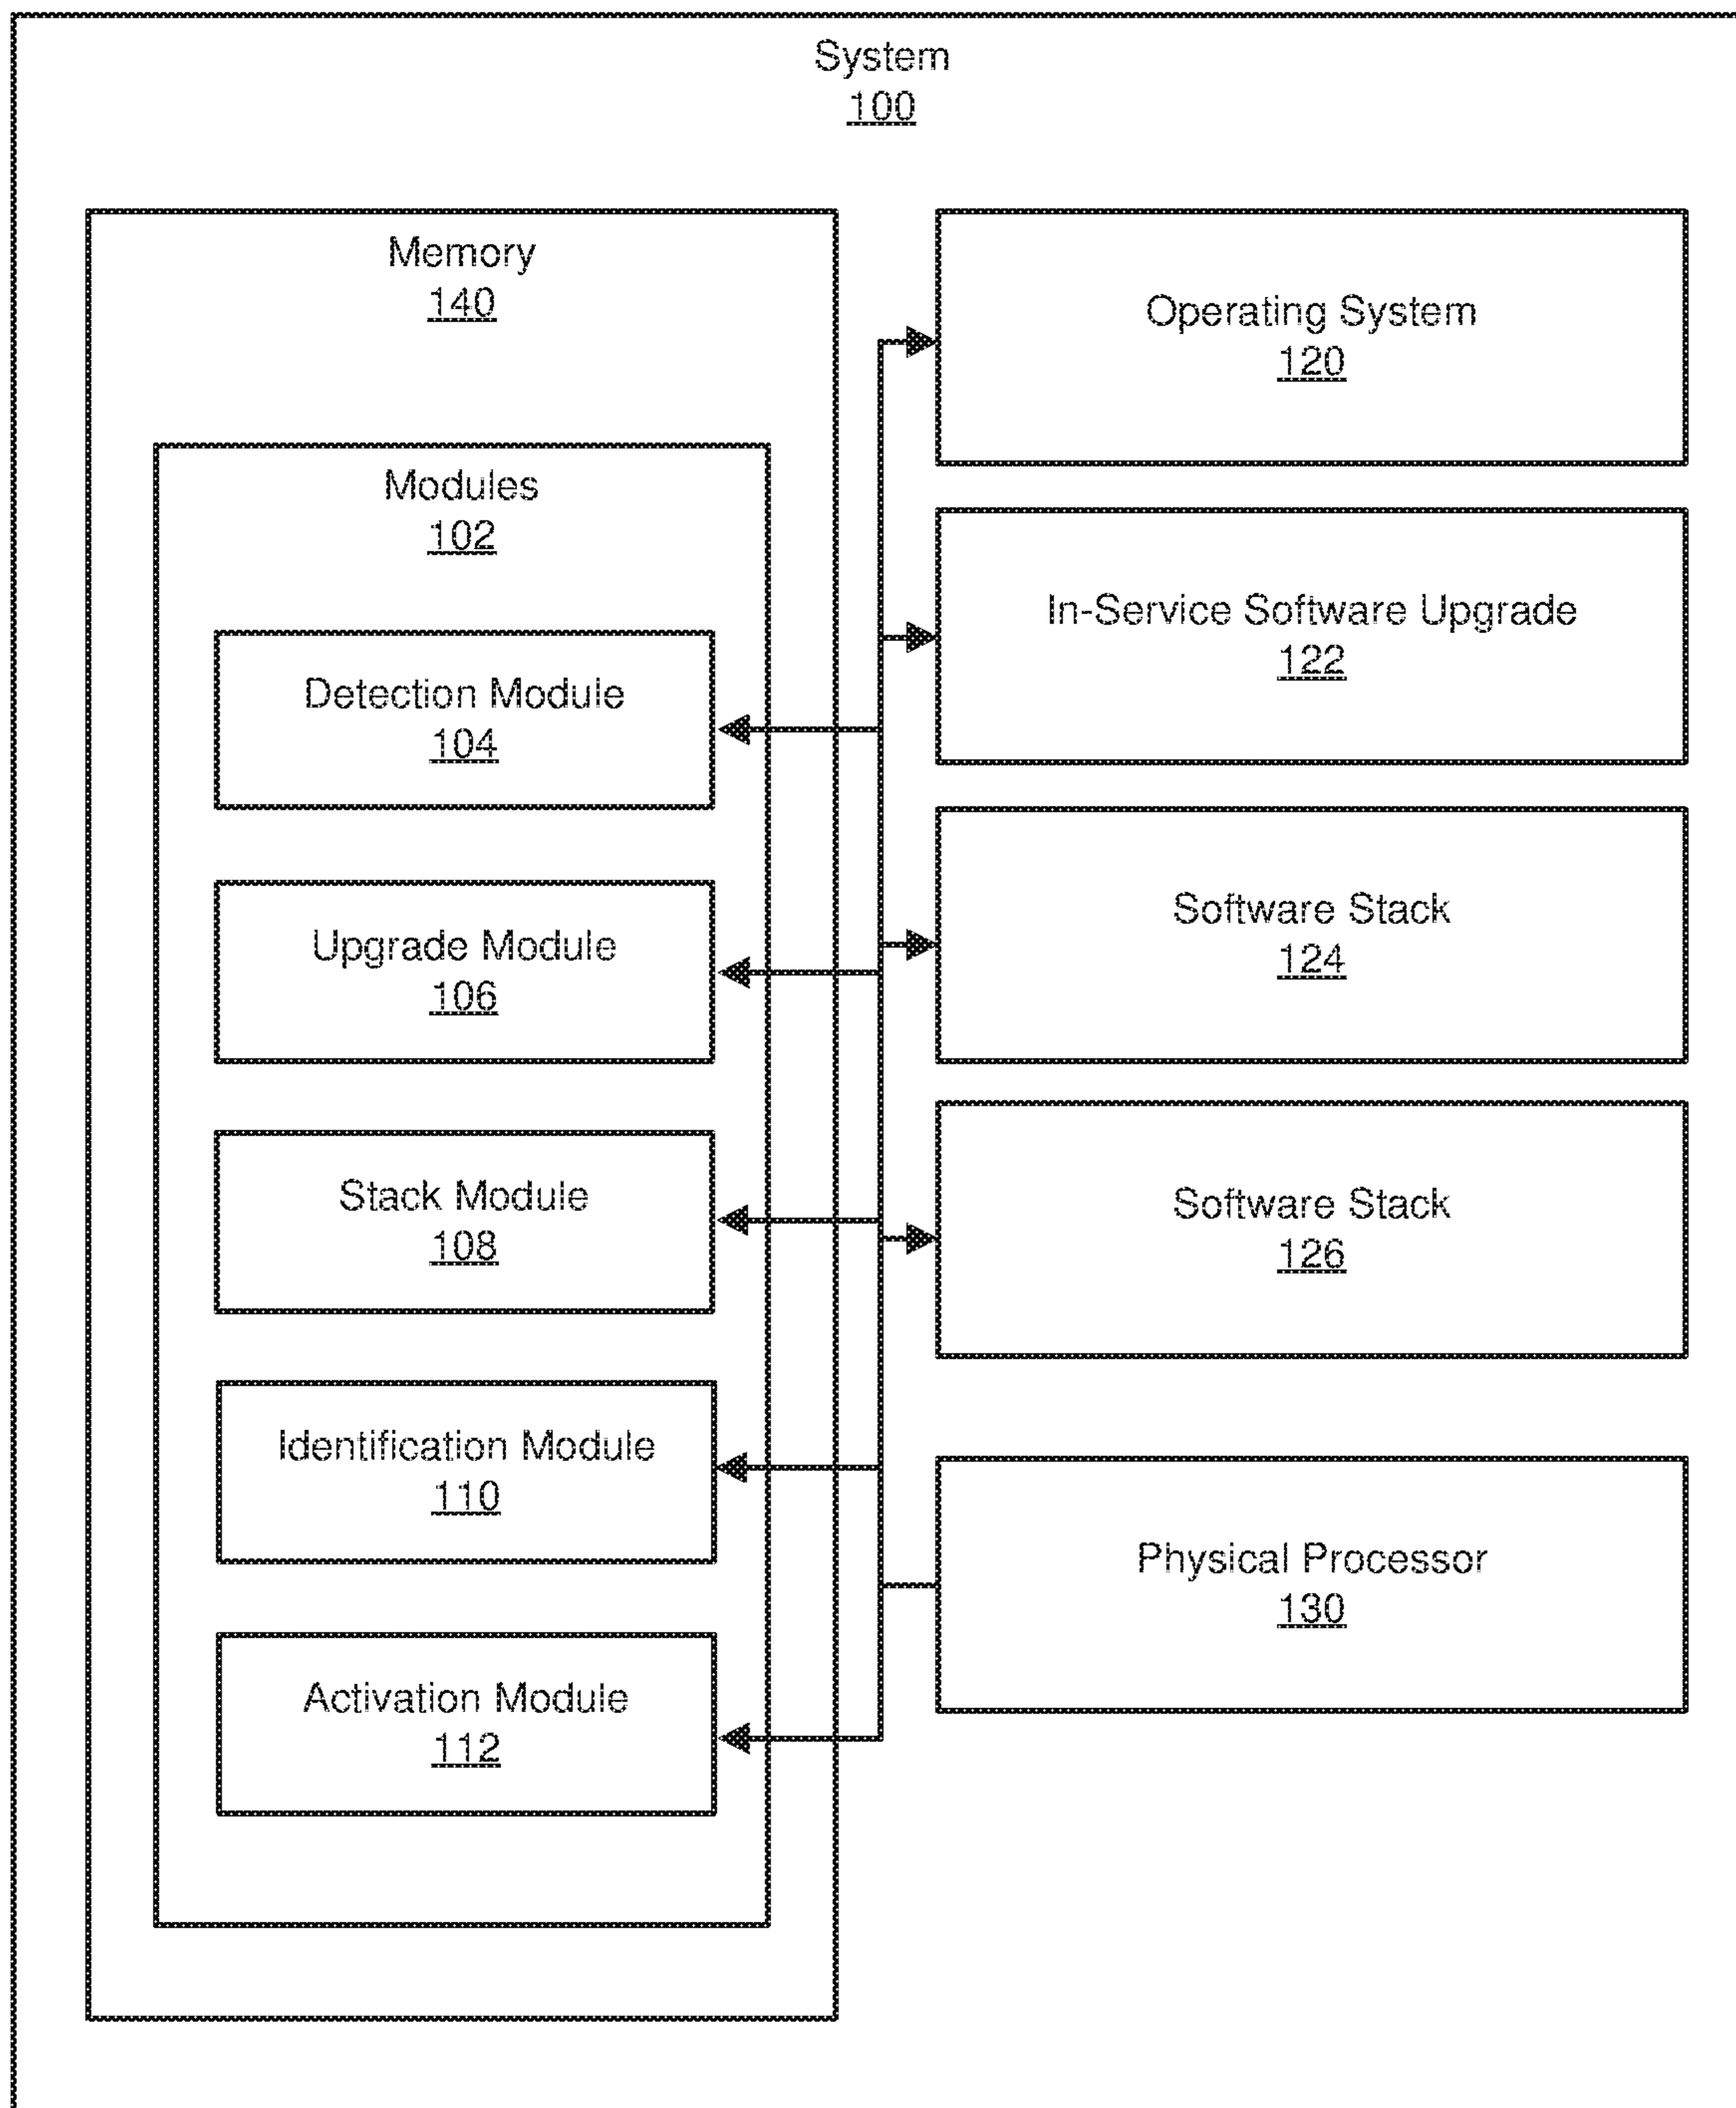 System
100
Memory
140
Modules
102
Detection Module
104
Upgrade Module
106
Stack Module
108
Identification Module
110
Activation Module
112
Operating System
120
In-Service Software Upgrade
122
Software Stack
124
Software Stack
126
Physical Processor
130